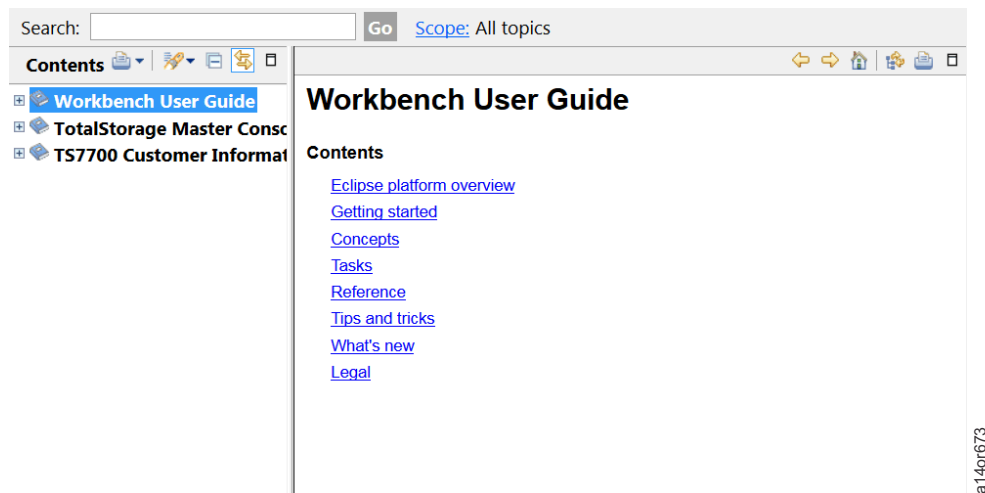 Search: Go Scope: All topics
Contents
Workbench User Guide
TotalStorage Master Consc
TS7700 Customer Informat
Workbench User Guide
Contents
Eclipse platform overview
Getting started
Concepts
Tasks
Reference
Tips and tricks
What's new
Legal
a14or673